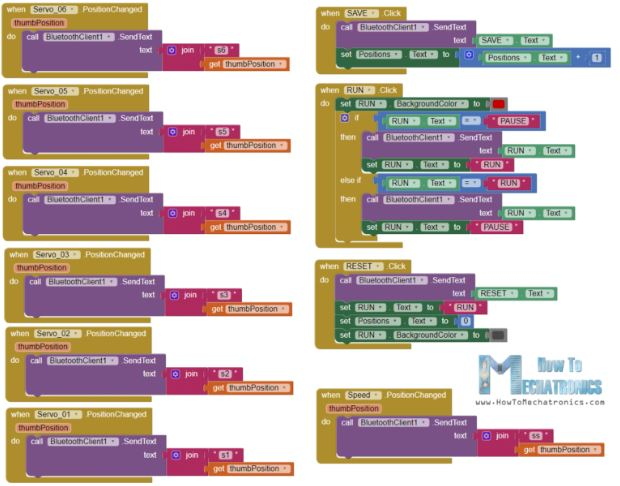 when Servo_06 .PositionChanged
thumbPosition
do call BluetoothClient1 .SendText
text join " s6 "
get thumbPosition
when Servo_05 .PositionChanged
thumbPosition
do call BluetoothClient1 .SendText
text join " s5 "
get thumbPosition
when Servo_04 .PositionChanged
thumbPosition
do call BluetoothClient1 .SendText
text join " s4 "
get thumbPosition
when Servo_03 .PositionChanged
thumbPosition
do call BluetoothClient1 .SendText
text join " s3 "
get thumbPosition
when Servo_02 .PositionChanged
thumbPosition
do call BluetoothClient1 .SendText
text join " s2 "
get thumbPosition
when Servo_01 .PositionChanged
thumbPosition
do call BluetoothClient1 .SendText
text join " s1 "
get thumbPosition
when SAVE .Click
do call BluetoothClient1 .SendText
text SAVE . Text
set Positions . Text to Positions . Text + 1
when RUN .Click
do set RUN . BackgroundColor to
if RUN . Text = " PAUSE "
then call BluetoothClient1 .SendText
text RUN . Text
set RUN . Text to " RUN "
else if RUN . Text = " RUN "
then call BluetoothClient1 .SendText
text RUN . Text
set RUN . Text to " PAUSE "
when RESET .Click
do call BluetoothClient1 .SendText
text RESET . Text
set RUN . Text to " RUN "
set Positions . Text to 0
set RUN . BackgroundColor to
How To
MECHATRONICS
www.HowToMechatronics.com
when Speed .PositionChanged
thumbPosition
do call BluetoothClient1 .SendText
text join " ss "
get thumbPosition